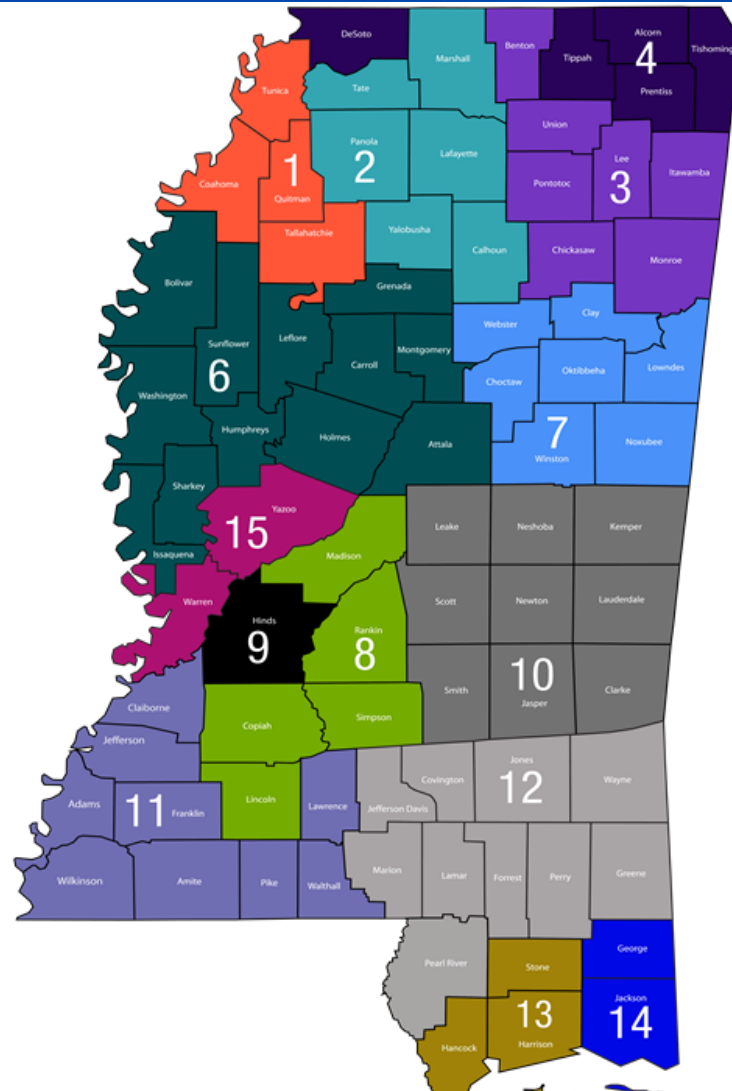 DeSoto
Marshall
Benton
Tippah
Alcorn
4
Tishoming
Prentiss
Tunica
Tate
Union
Panola
2
Lafayette
Lee
3
Itawamba
Coahoma
1
Quitman
Pontotoc
Tallahatchie
Yalobusha
Calhoun
Chickasaw
Monroe
Bolivar
Grenada
Webster
Clay
Sunflower
6
Leflore
Carroll
Montgomery
Choctaw
Oktibbeha
Lowndes
Washington
Humphreys
Holmes
Attala
7
Winston
Noxubee
Sharkey
Yazoo
15
Issaquena
Madison
Leake
Neshoba
Kemper
Warren
Hinds
9
Rankin
8
Scott
Newton
Lauderdale
Claiborne
Smith
10
Jasper
Clarke
Jefferson
Copiah
Simpson
Adams
11
Franklin
Lincoln
Lawrence
Jefferson Davis
Covington
Jones
12
Wayne
Wilkinson
Amite
Pike
Walthall
Marion
Lamar
Forrest
Perry
Greene
Pearl River
Stone
George
13
Harrison
Jackson
14
Hancock